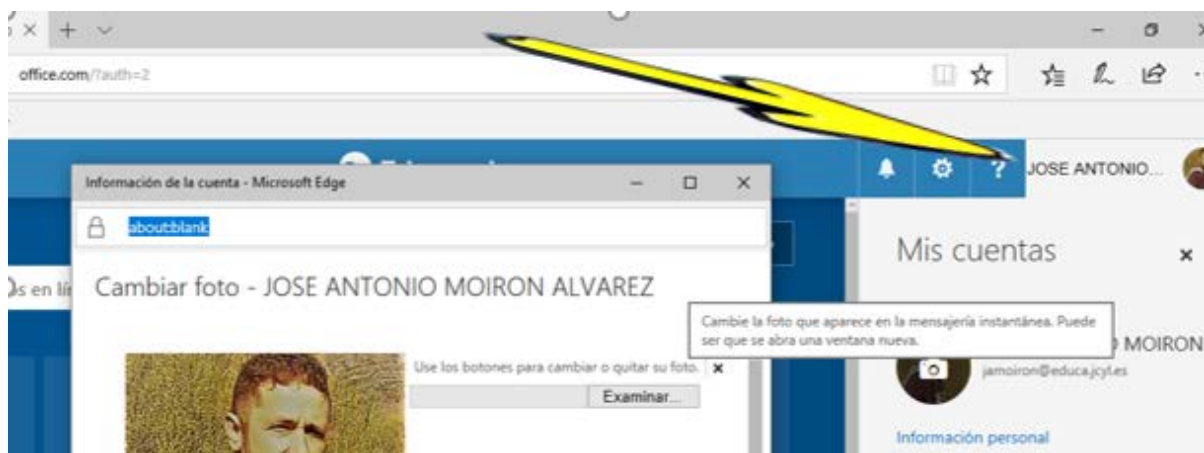 office.com/?auth=2
?
JOSE ANTONIO...
Información de la cuenta - Microsoft Edge
about:blank
Mis cuentas
Cambiar foto - JOSE ANTONIO MOIRON ALVAREZ
s en lí
Cambie la foto que aparece en la mensajería instantánea. Puede
ser que se abra una ventana nueva.
MOIRON
Use los botones para cambiar o quitar su foto.
jamoiron@educa.jcyl.es
Examinar...
Información personal